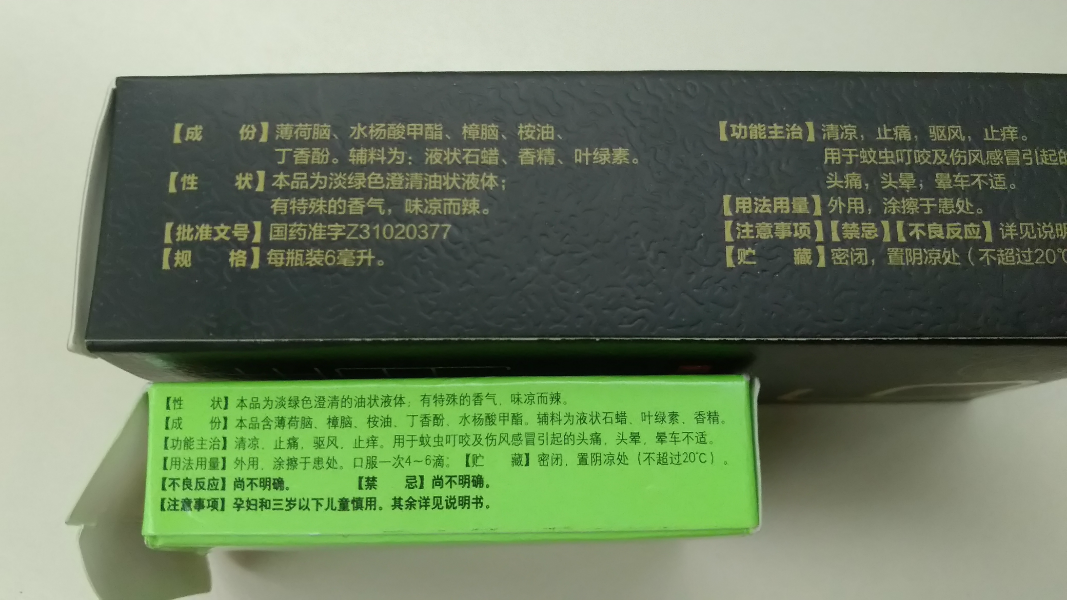 【成　份】薄荷脑、水杨酸甲酯、樟脑、桉油、
丁香酚。辅料为：液状石蜡、香精、叶绿素。
【性　状】本品为淡绿色澄清油状液体；
有特殊的香气，味凉而辣。
【批准文号】国药准字Z31020377
【规　格】每瓶装6毫升。
【功能主治】清凉，止痛，驱风，止痒。
用于蚊虫叮咬及伤风感冒引起的
头痛，头晕；晕车不适。
【用法用量】外用，涂擦于患处。
【注意事项】【禁忌】【不良反应】详见说明
【贮　藏】密闭，置阴凉处（不超过20℃
【性　状】本品为淡绿色澄清的油状液体；有特殊的香气，味凉而辣。
【成　份】本品含薄荷脑、樟脑、桉油、丁香酚、水杨酸甲酯。辅料为液状石蜡、叶绿素、香精。
【功能主治】清凉，止痛，驱风，止痒。用于蚊虫叮咬及伤风感冒引起的头痛，头晕，晕车不适。
【用法用量】外用，涂擦于患处。口服一次4~6滴。【贮　藏】密闭，置阴凉处（不超过20℃）。
【不良反应】尚不明确。　【禁　忌】尚不明确。
【注意事项】孕妇和三岁以下儿童慎用。其余详见说明书。